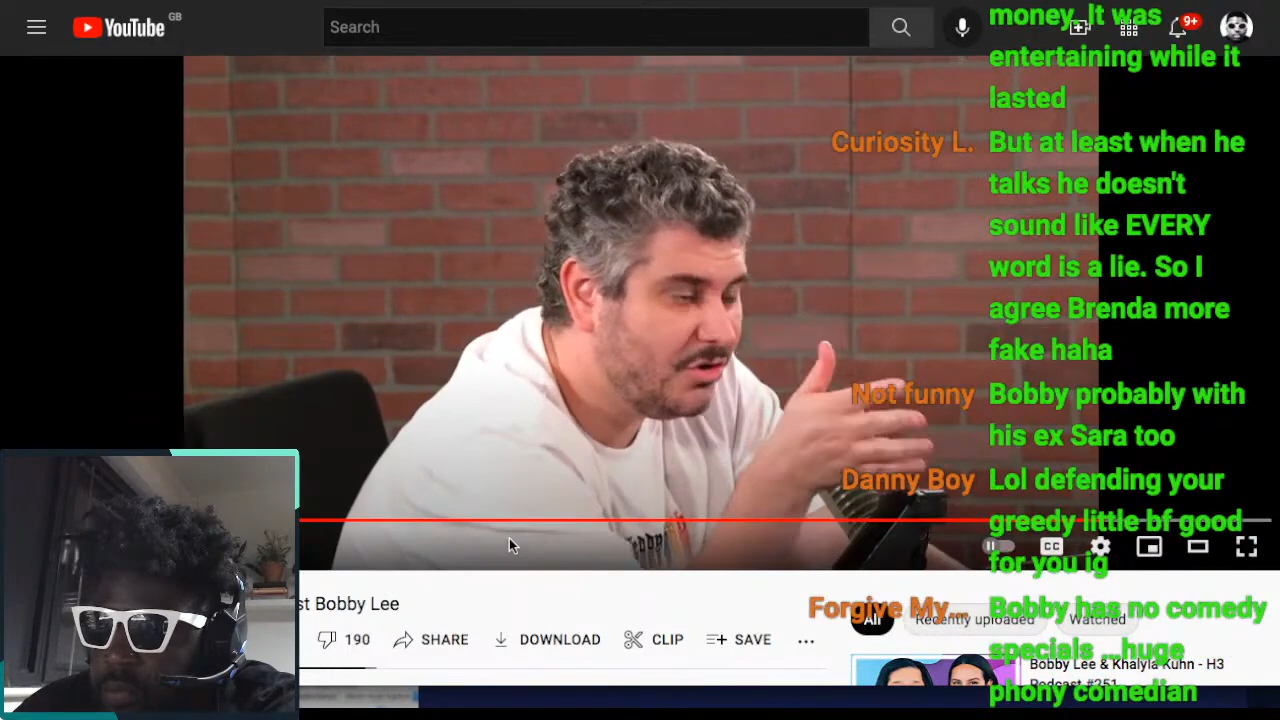 YouTube GB
Search
9+
money. It was
entertaining while it
lasted
Curiosity L. But at least when he
talks he doesn't
sound like EVERY
word is a lie. So I
agree Brenda more
fake haha
Not funny Bobby probably with
his ex Sara too
Danny Boy Lol defending your
greedy little bf good
for you ig
CC
st Bobby Lee
190 SHARE DOWNLOAD CLIP SAVE ...
Forgive My... Bobby has no comedy
specials ...huge
phony comedian
All Recently uploaded Watched
Bobby Lee & Khalyla Kuhn - H3
Podcast #251